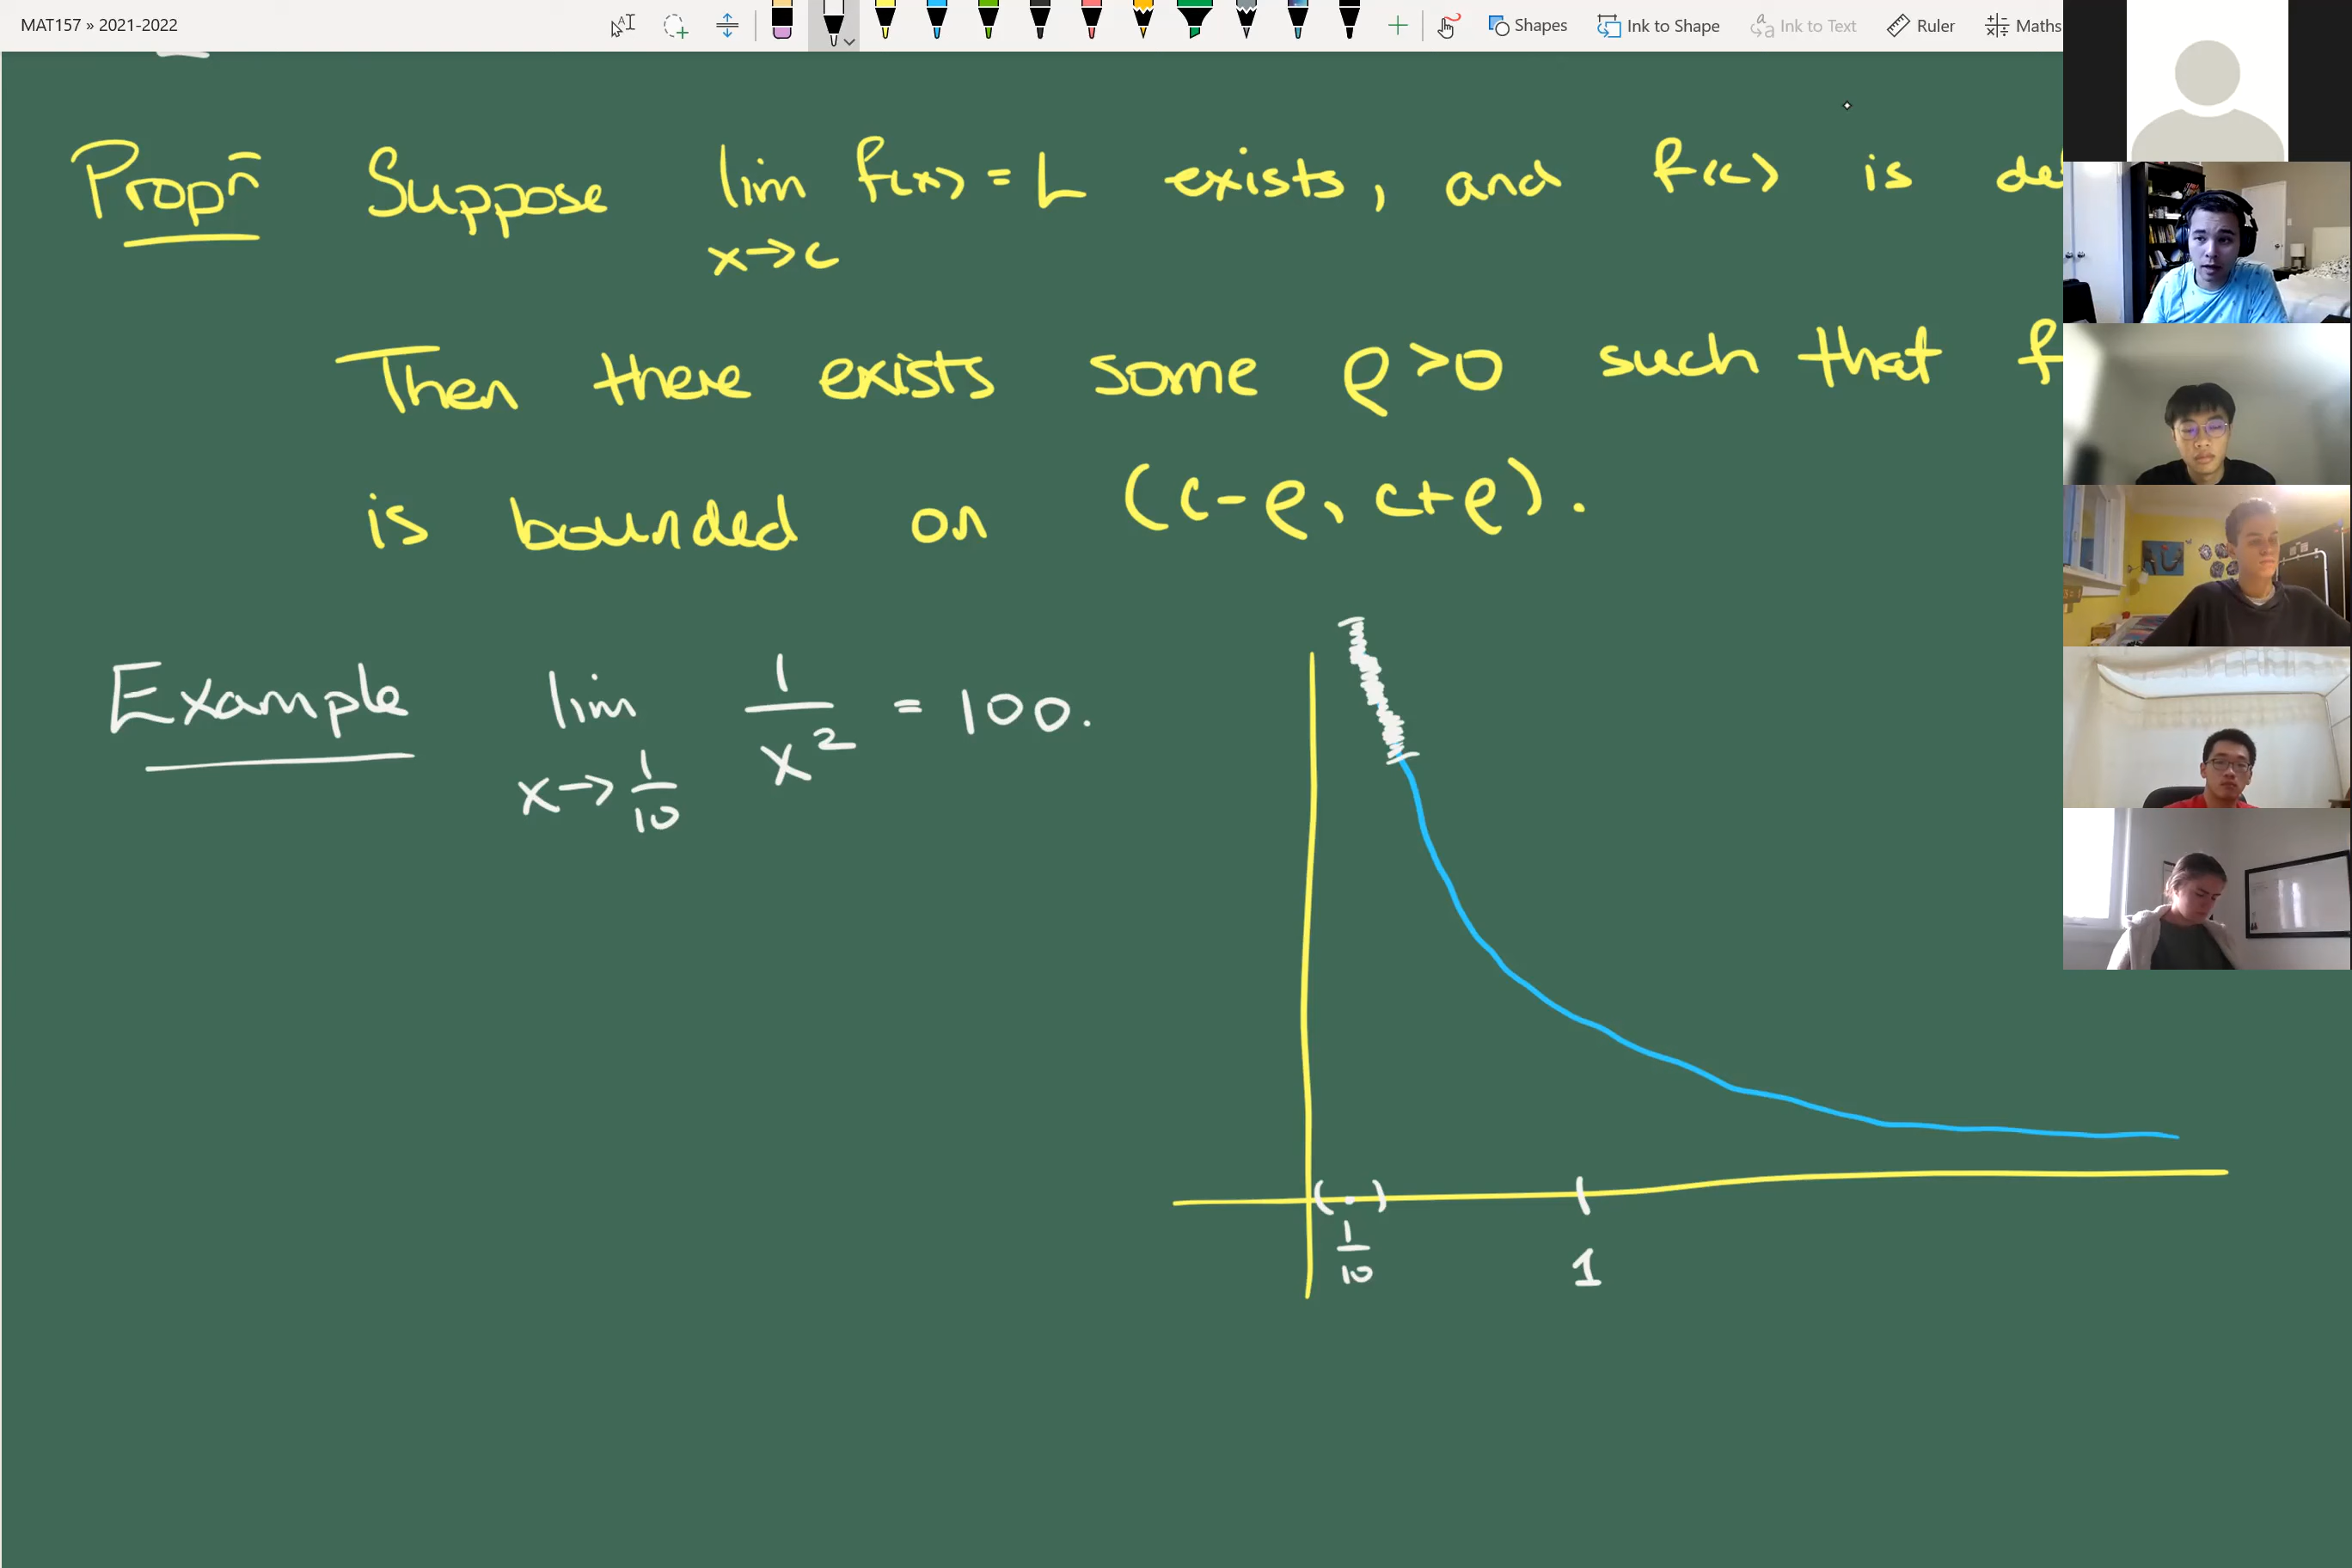 MAT157 » 2021-2022
Shapes Ink to Shape Ink to Text Ruler Maths
Propn̄ Suppose lim f(x) = L exists, and f(c) is de
x→c
Then there exists some ρ>0 such that f
is bounded on (c-ρ, c+ρ).
Example lim 1/x² = 100.
x→1/10
( . )
1/10
1